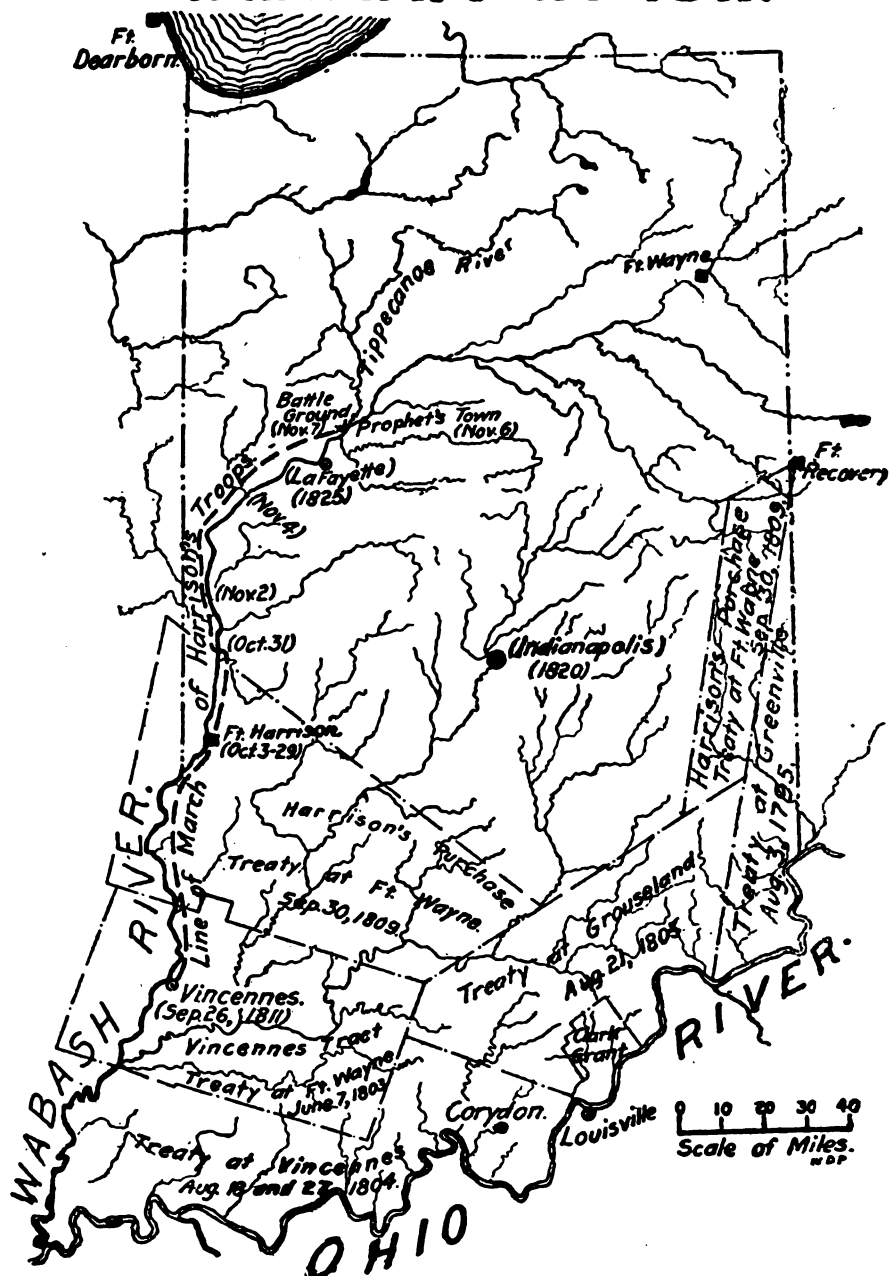 Ft.
Dearborn.
Tippecanoe River
Ft. Wayne
Battle
Ground
(Nov. 7)
Prophet's Town
(Nov. 6)
Ft.
Recovery
(LaFayette)
(1825)
(Nov. 4)
(Nov. 2)
(Oct. 31)
(Indianapolis)
(1820)
Ft. Harrison
(Oct. 3-29)
Line of March of Harrison's Troops.
Harrison's Purchase
Treaty at Ft. Wayne
Sep. 30, 1809.
Treaty at Greenville
Aug. 3, 1795.
Harrison's Purchase
Treaty at Ft. Wayne.
Sep. 30, 1809.
Treaty at Grouseland
Aug. 21, 1805
Vincennes.
(Sep. 26, 1811)
Vincennes Tract
Treaty at Ft. Wayne
June 7, 1803
Clark
Grant
Corydon.
Louisville
Treaty at Vincennes
Aug. 18 and 27, 1804.
WABASH RIVER.
OHIO RIVER.
0 10 20 30 40
Scale of Miles.
W D P